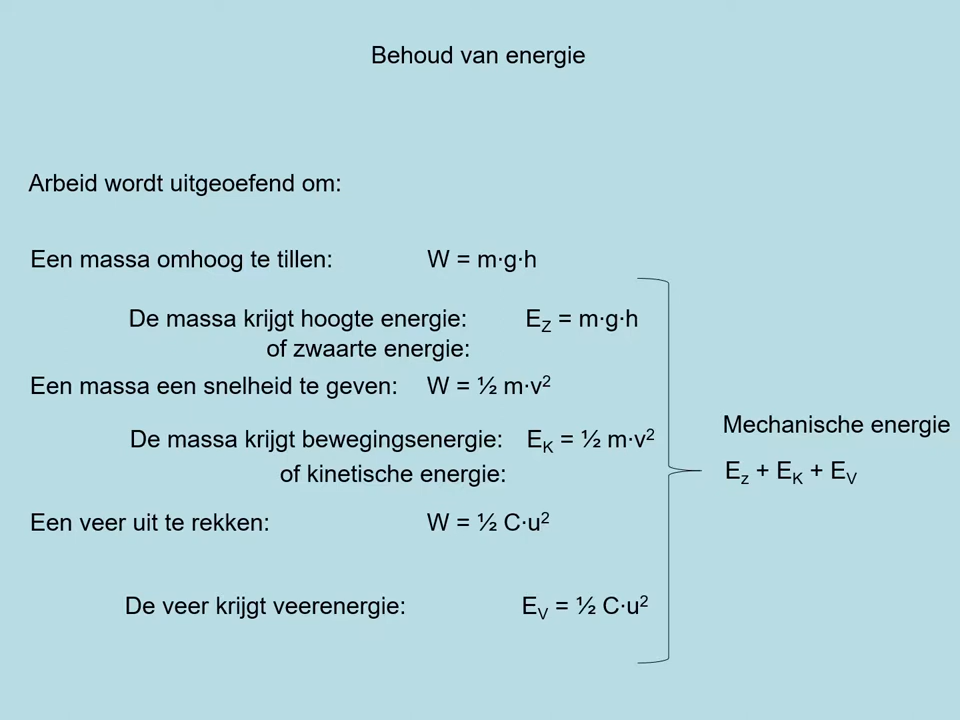 Behoud van energie
Arbeid wordt uitgeoefend om:
Een massa omhoog te tillen: W = m·g·h
De massa krijgt hoogte energie: E_Z = m·g·h
of zwaarte energie:
Een massa een snelheid te geven: W = ½ m·v²
De massa krijgt bewegingsenergie: E_K = ½ m·v²
of kinetische energie:
Een veer uit te rekken: W = ½ C·u²
De veer krijgt veerenergie: E_V = ½ C·u²
Mechanische energie
E_z + E_K + E_V